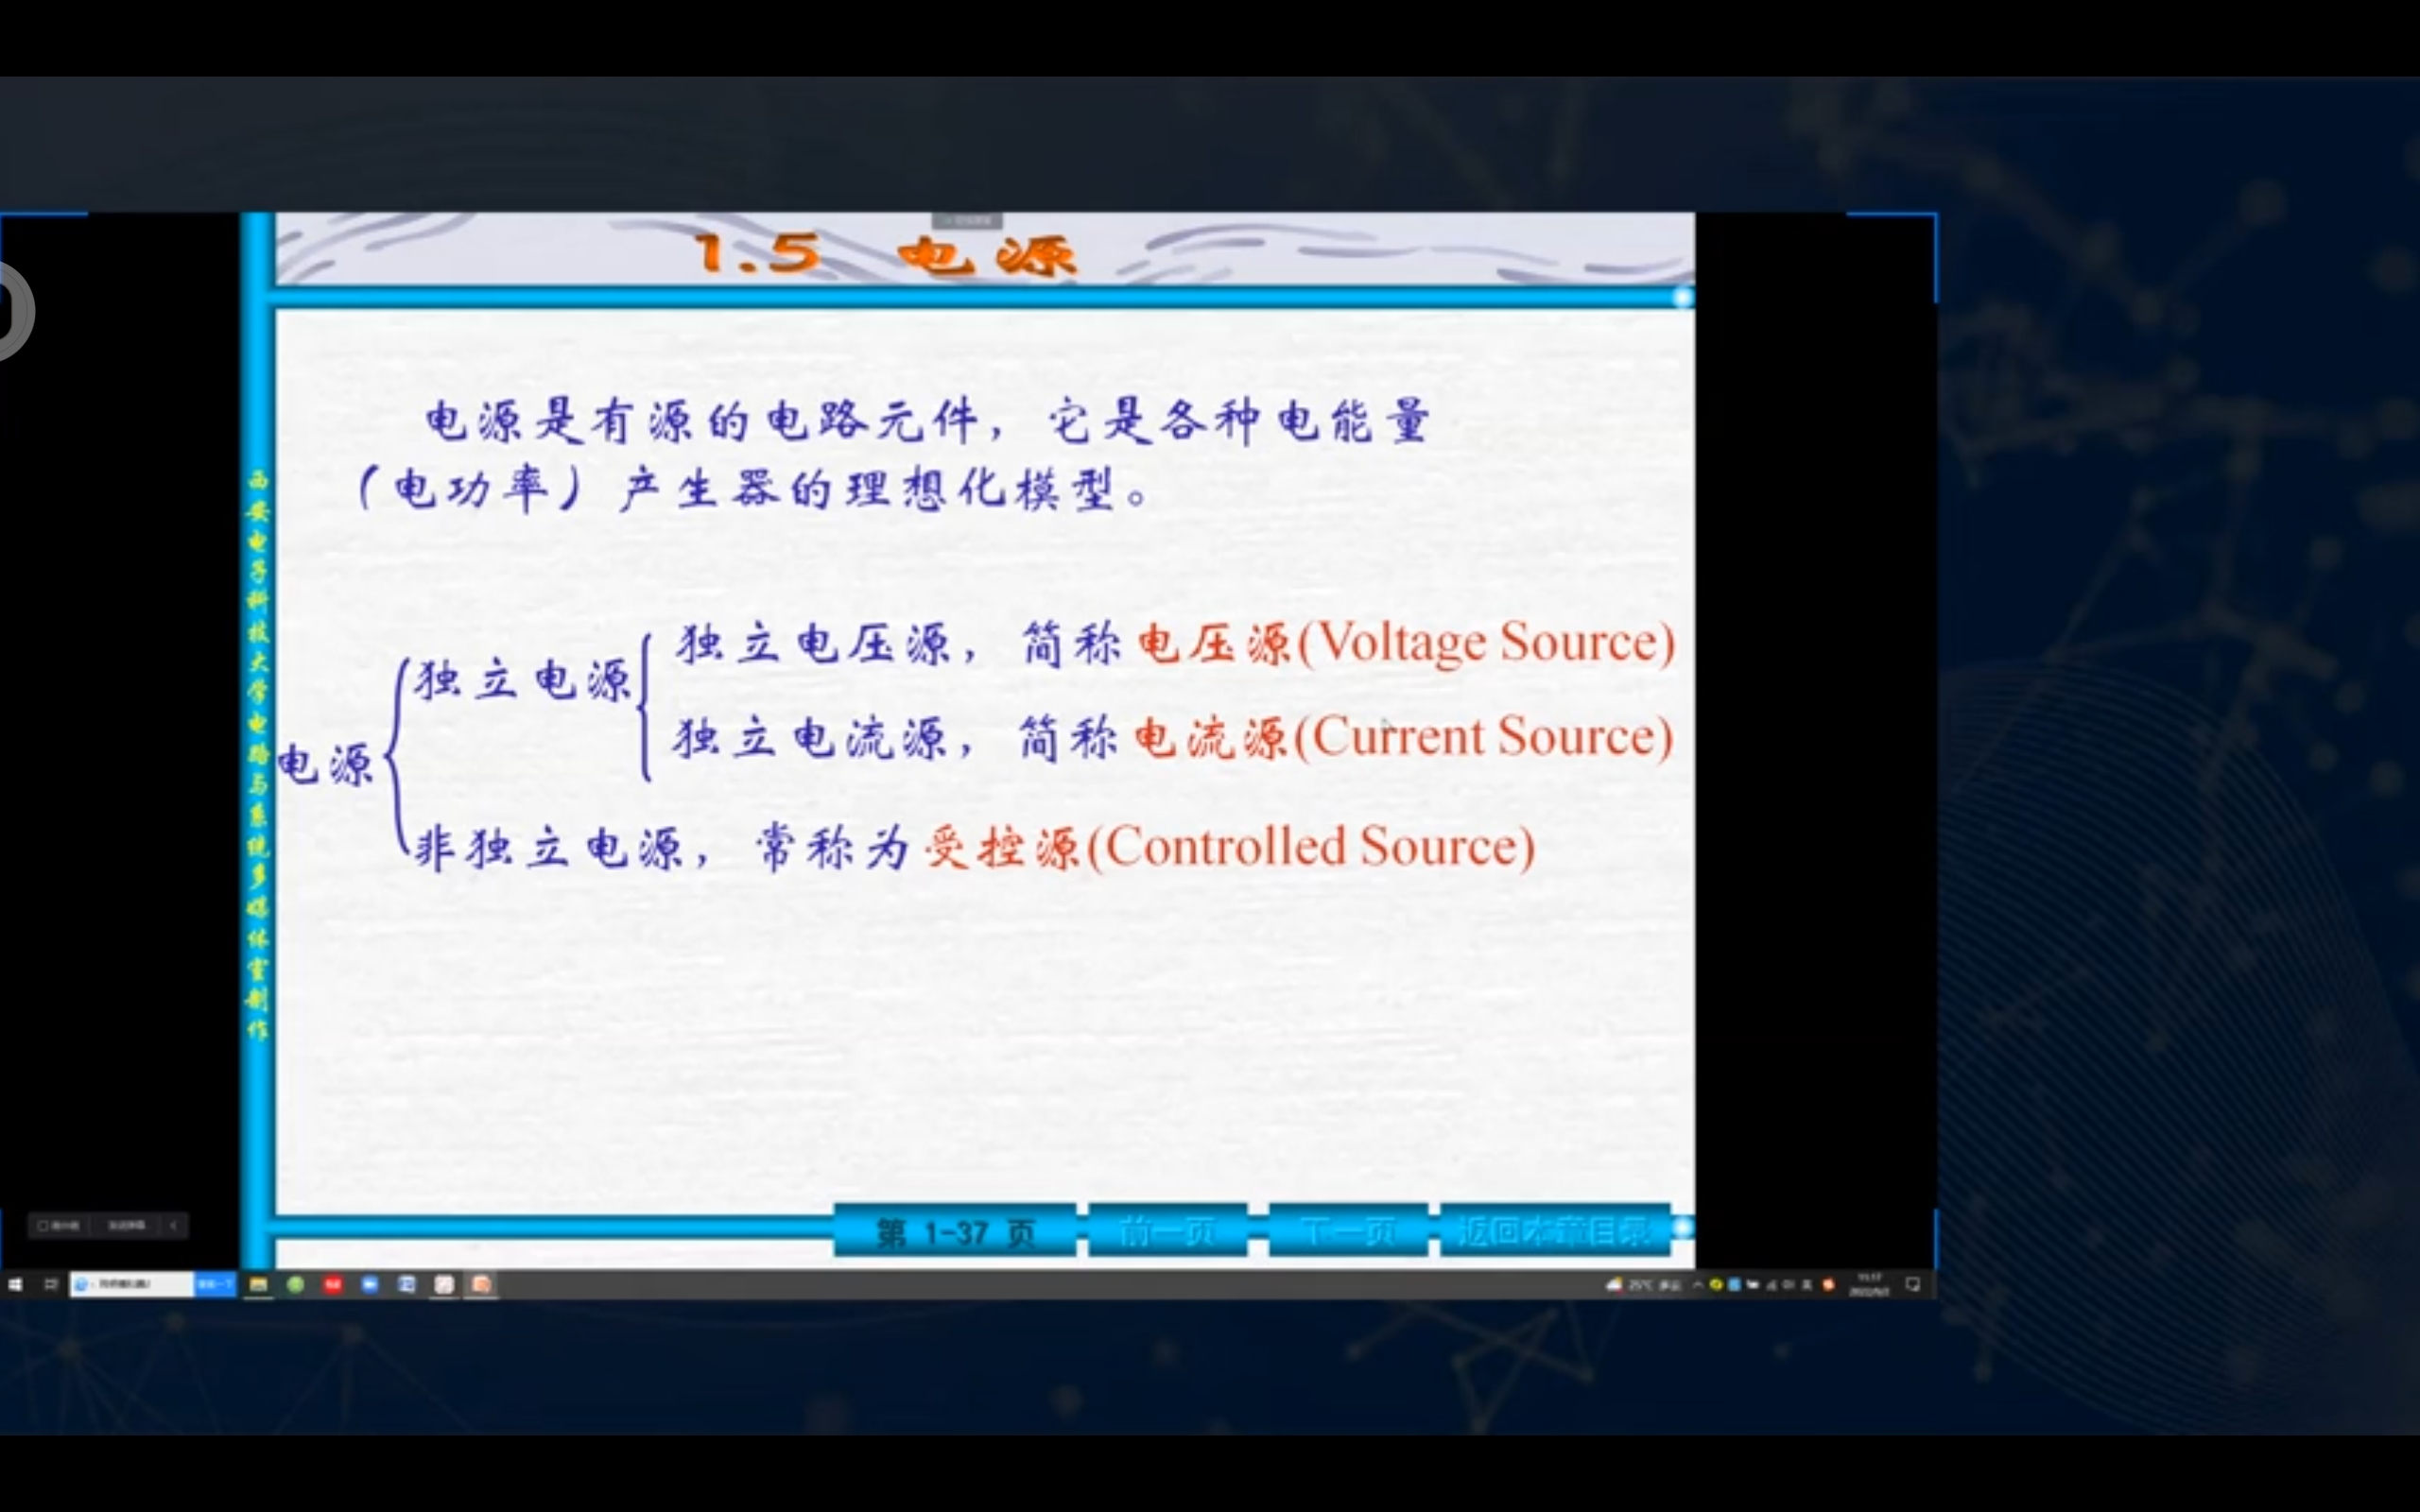 1.5 电源
电源是有源的电路元件，它是各种电能量
（电功率）产生器的理想化模型。
独立电压源，简称电压源(Voltage Source)
独立电源
独立电流源，简称电流源(Current Source)
电源
非独立电源，常称为受控源(Controlled Source)
西安电子科技大学电路与系统多媒体室制作
第 1-37 页
前一页
下一页
返回本章目录
25℃ 多云